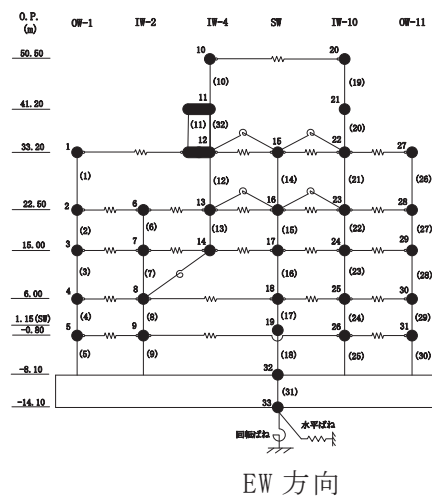 O.P.
(m)
OW-1 IW-2 IW-4 SW IW-10 OW-11
50.50 10 20
(10) (19)
41.20 11 21
(11) (32) (20)
33.20 1 12 15 22 27
(1) (12) (14) (21) (26)
22.50 2 6 13 16 23 28
(2) (6) (13) (15) (22) (27)
15.00 3 7 14 17 24 29
(3) (7) (16) (23) (28)
6.00 4 8 18 25 30
(4) (8) (17) (24) (29)
1.15(SW) 19
-0.80 5 9 26 31
(5) (9) (18) (25) (30)
-8.10 32
(31)
-14.10 33
水平ばね
回転ばね
EW 方向